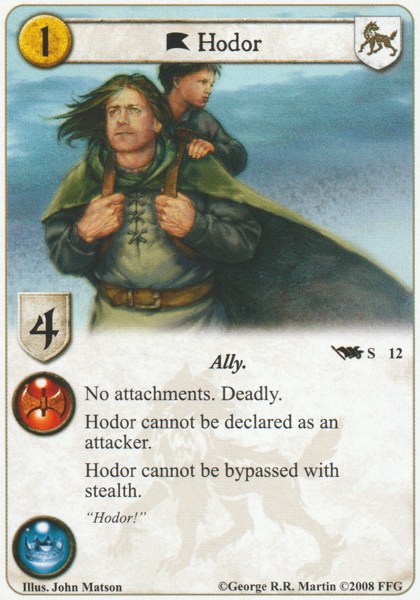 1
Hodor
4
S 12
Ally.
No attachments. Deadly.
Hodor cannot be declared as an
attacker.
Hodor cannot be bypassed with
stealth.
“Hodor!”
Illus. John Matson
©George R.R. Martin ©2008 FFG